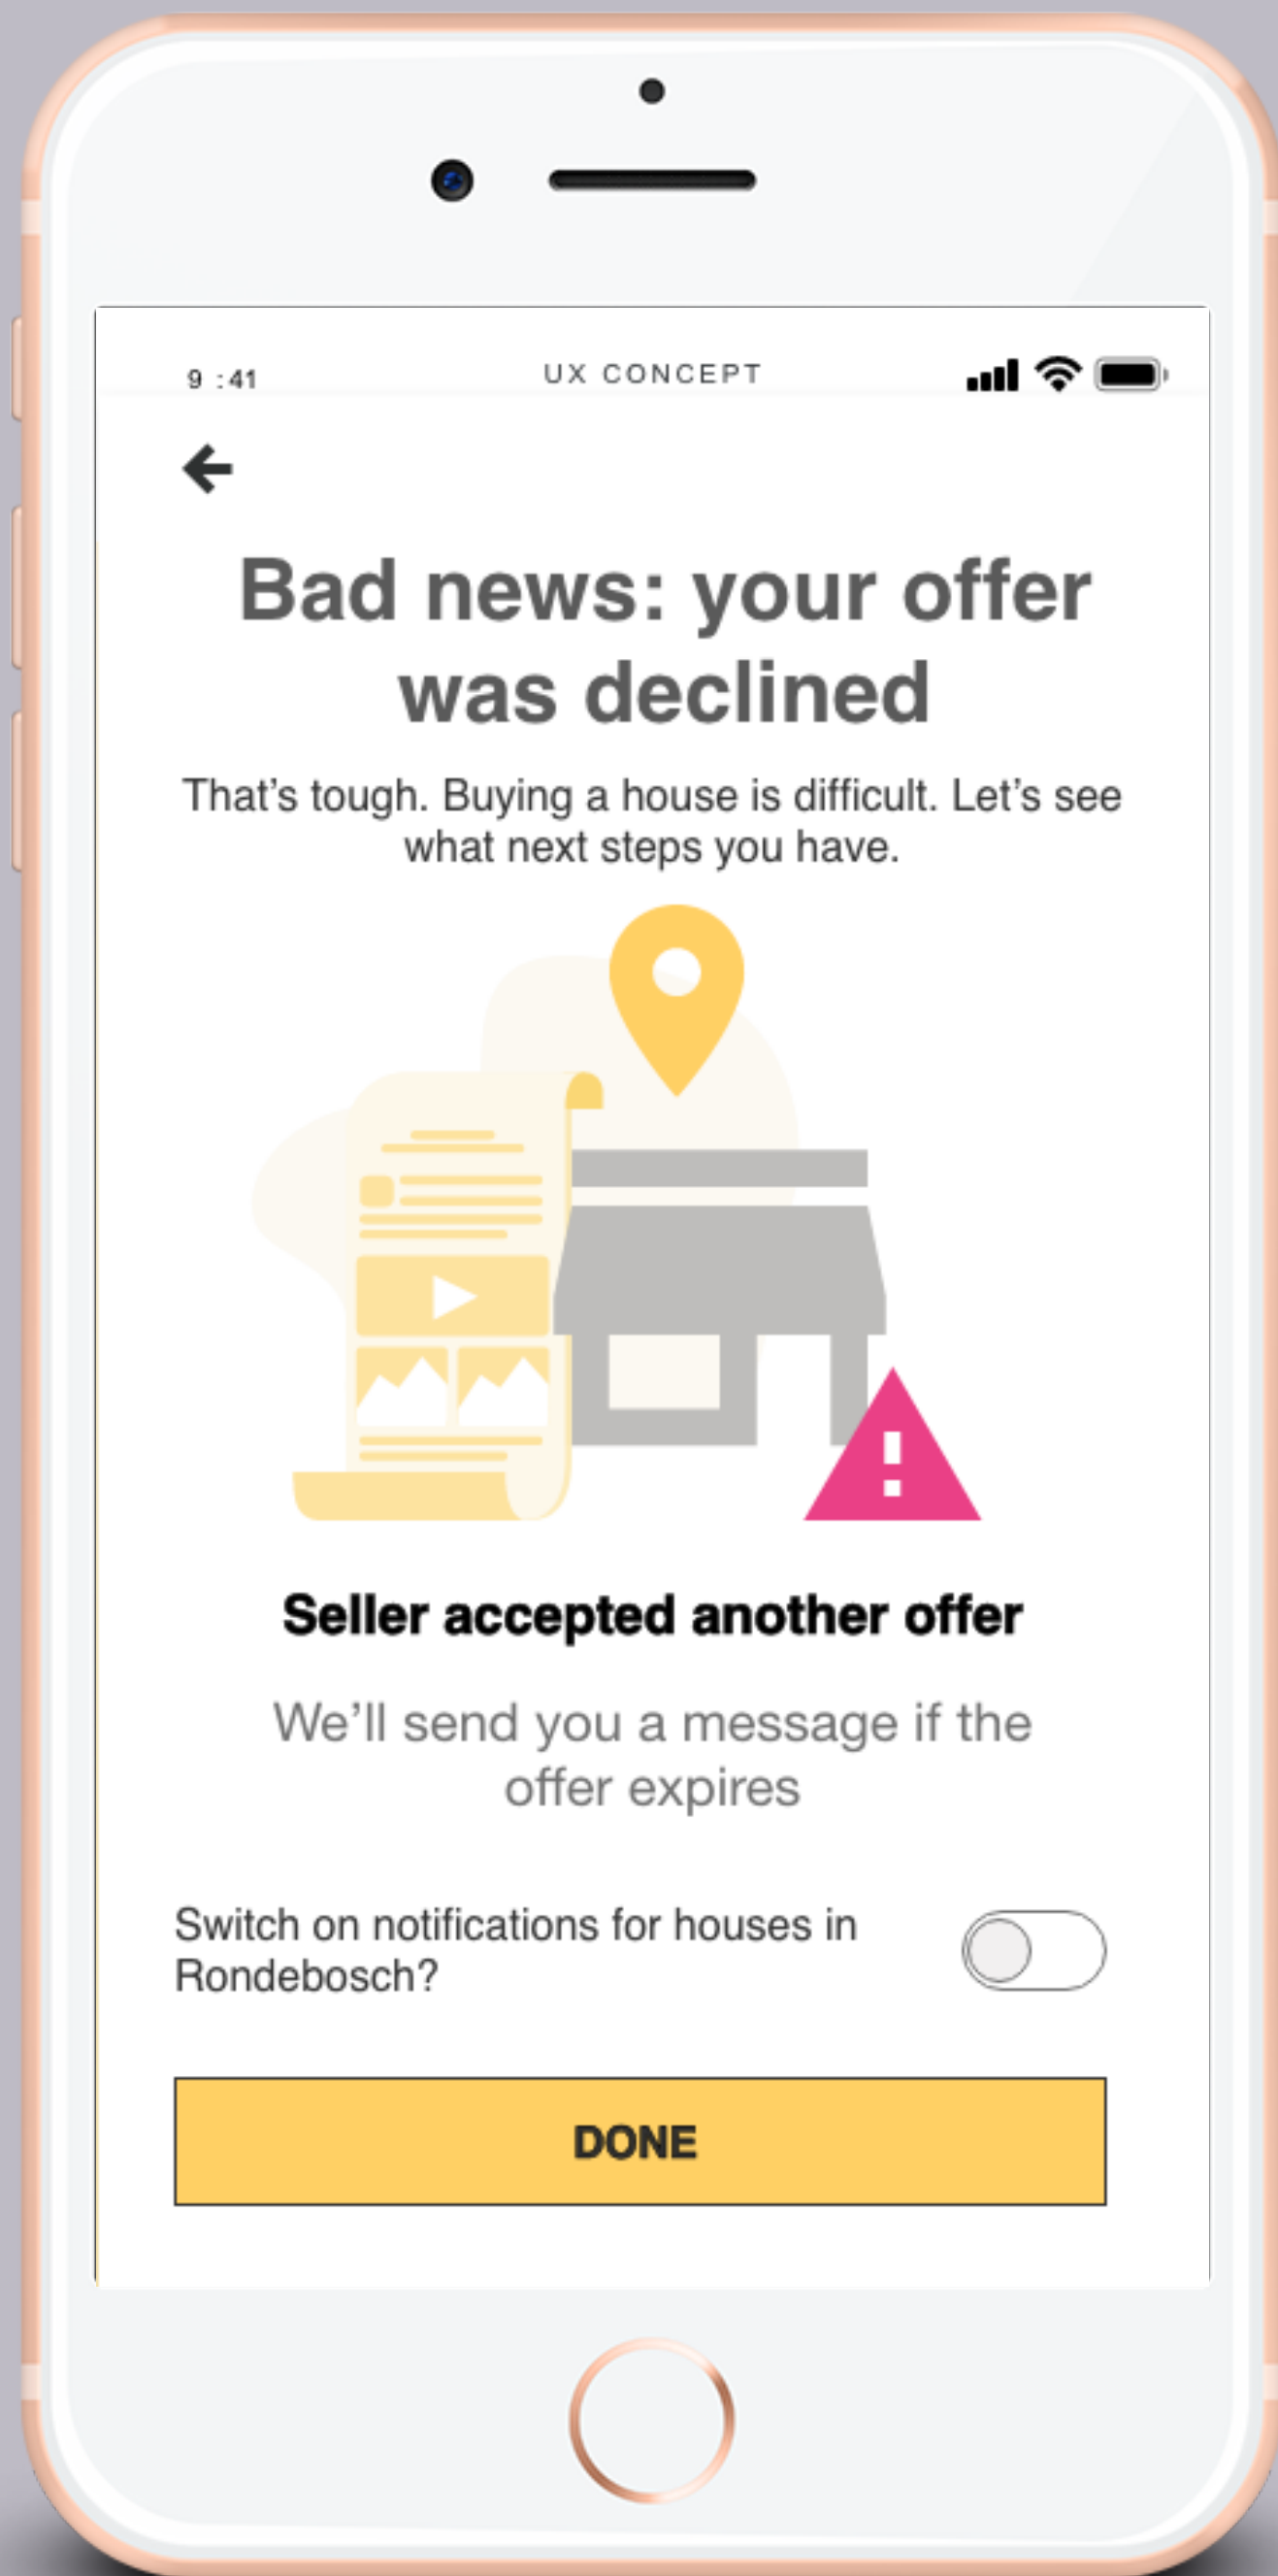 9 :41
UX CONCEPT
Bad news: your offer
was declined
That's tough. Buying a house is difficult. Let's see
what next steps you have.
Seller accepted another offer
We'll send you a message if the
offer expires
Switch on notifications for houses in
Rondebosch?
DONE